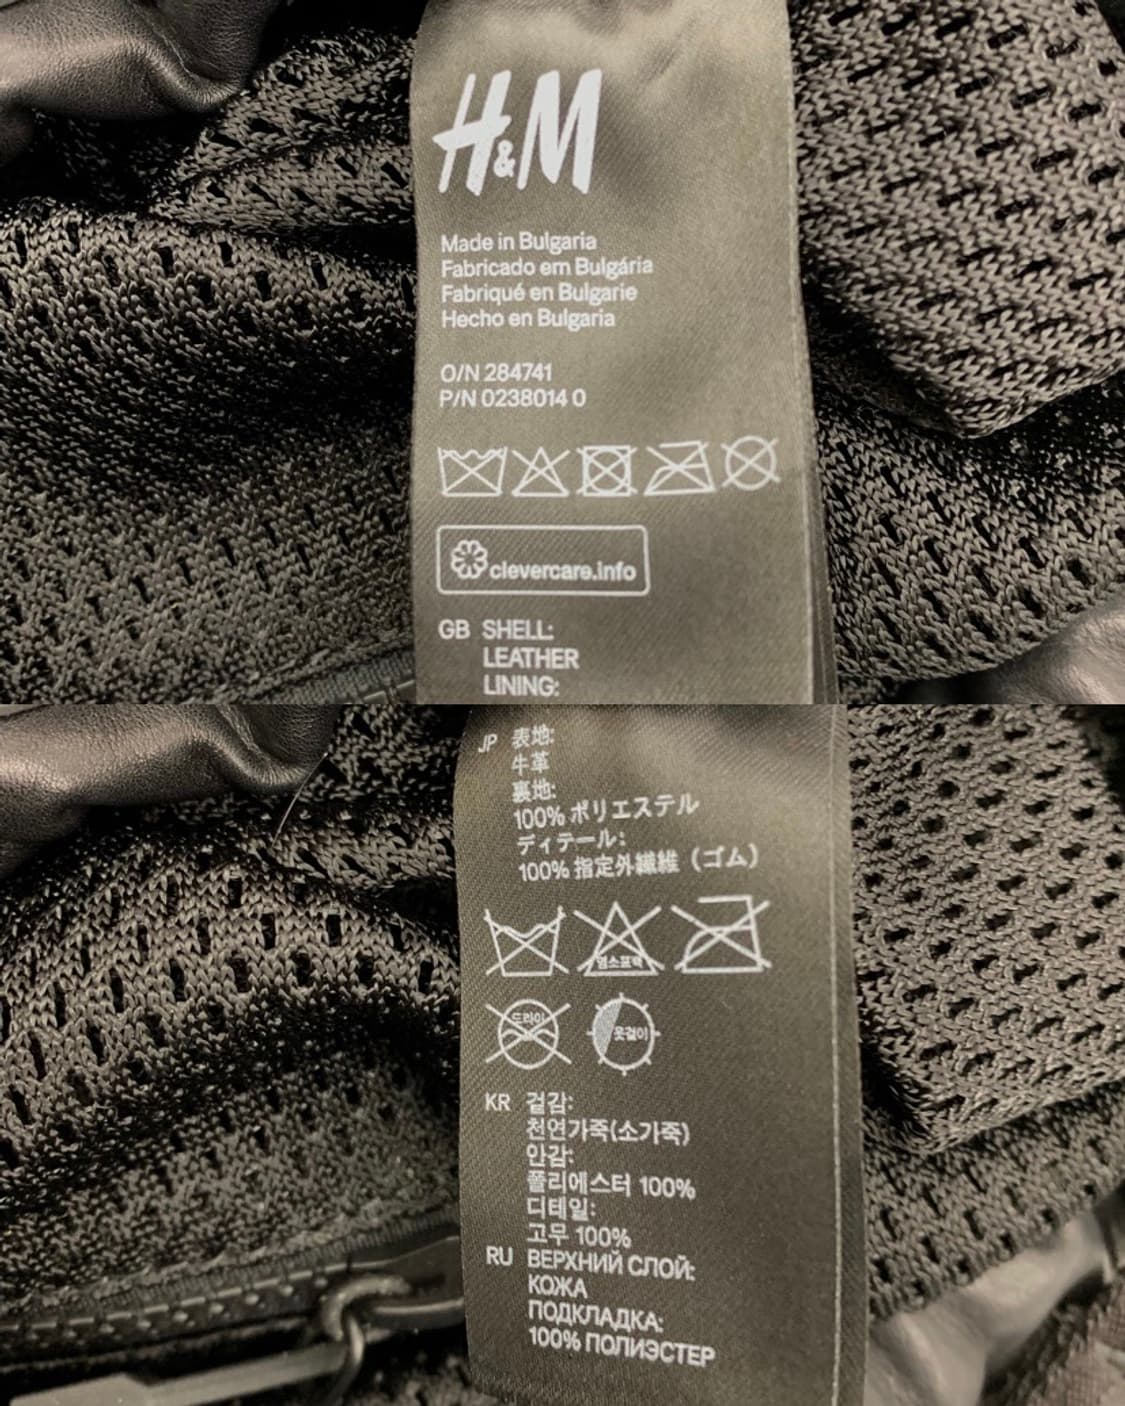 H&M
Made in Bulgaria
Fabricado em Bulgária
Fabriqué en Bulgarie
Hecho en Bulgaria
O/N 284741
P/N 0238014 0
clevercare.info
GB SHELL:
LEATHER
LINING:
JP 表地:
牛革
裏地:
100% ポリエステル
ディテール:
100% 指定外繊維（ゴム）
염소표백
드라이
옷걸이
KR 겉감:
천연가죽(소가죽)
안감:
폴리에스터 100%
디테일:
고무 100%
RU ВЕРХНИЙ СЛОЙ:
КОЖА
ПОДКЛАДКА:
100% ПОЛИЭСТЕР